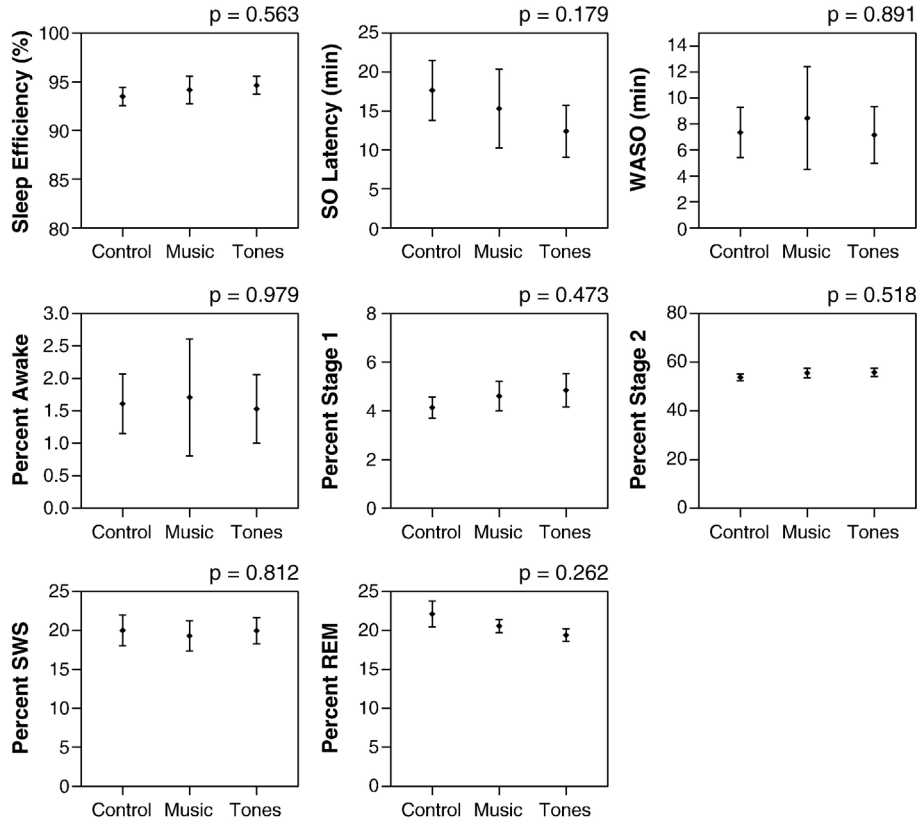 p = 0.563
Sleep Efficiency (%)
100
95
90
85
80
Control Music Tones
p = 0.179
SO Latency (min)
25
20
15
10
5
0
Control Music Tones
p = 0.891
WASO (min)
14
12
10
8
6
4
2
0
Control Music Tones
p = 0.979
Percent Awake
3.0
2.5
2.0
1.5
1.0
0.5
0.0
Control Music Tones
p = 0.473
Percent Stage 1
8
6
4
2
0
Control Music Tones
p = 0.518
Percent Stage 2
80
60
40
20
0
Control Music Tones
p = 0.812
Percent SWS
25
20
15
10
5
0
Control Music Tones
p = 0.262
Percent REM
25
20
15
10
5
0
Control Music Tones